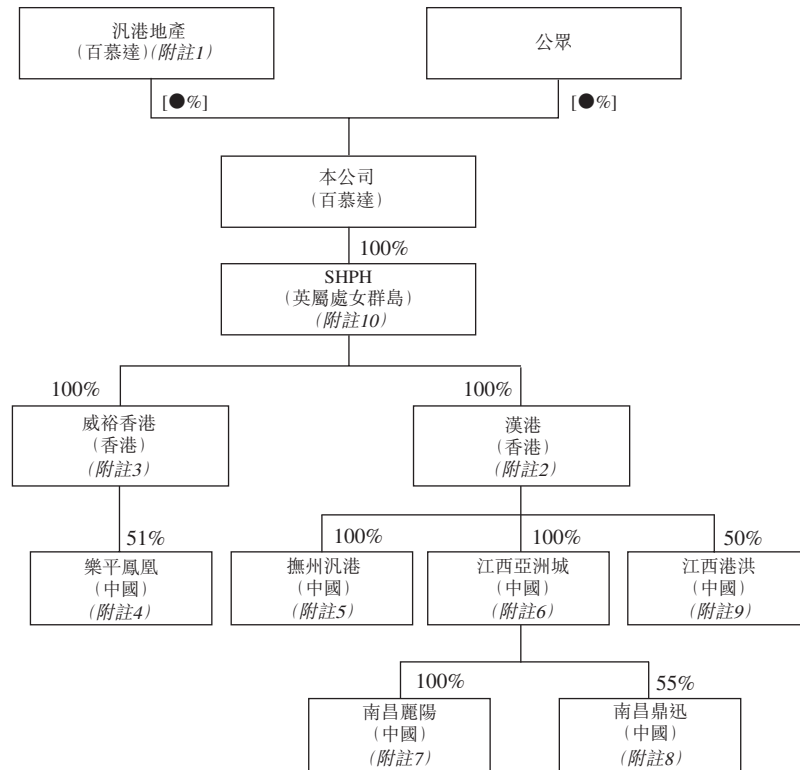 汎港地產
（百慕達）(附註1)
公眾
[●%]
[●%]
本公司
（百慕達）
100%
SHPH
（英屬處女群島）
(附註10)
100%
100%
威裕香港
（香港）
(附註3)
漢港
（香港）
(附註2)
51%
100%
100%
50%
樂平鳳凰
（中國）
(附註4)
撫州汎港
（中國）
(附註5)
江西亞洲城
（中國）
(附註6)
江西港洪
（中國）
(附註9)
100%
55%
南昌麗陽
（中國）
(附註7)
南昌鼎迅
（中國）
(附註8)